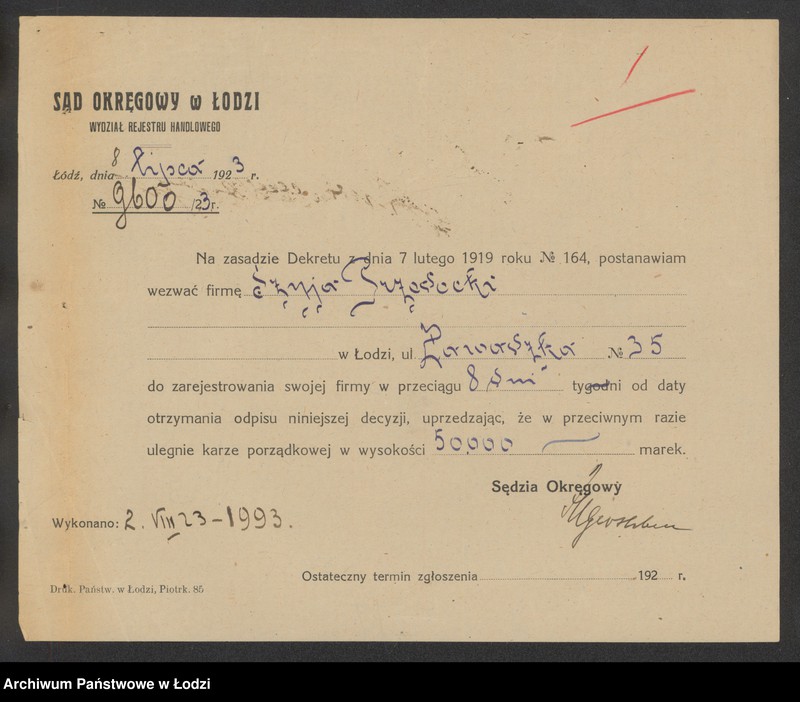 SĄD OKRĘGOWY w ŁODZI
WYDZIAŁ REJESTRU HANDLOWEGO
Łódź, dnia 8 lipca 1923 r.
№ 9600 /23 r.
Na zasadzie Dekretu z dnia 7 lutego 1919 roku № 164, postanawiam
wezwać firmę Szyja
w Łodzi, ul. № 35
do zarejestrowania swojej firmy w przeciągu 8 dni tygodni od daty
otrzymania odpisu niniejszej decyzji, uprzedzając, że w przeciwnym razie
ulegnie karze porządkowej w wysokości 50,000 marek.
Sędzia Okręgowy
Wykonano: 2. VIII 23 - 1993.
Ostateczny termin zgłoszenia 192 r.
Druk. Państw. w Łodzi, Piotrk. 85
Archiwum Państwowe w Łodzi